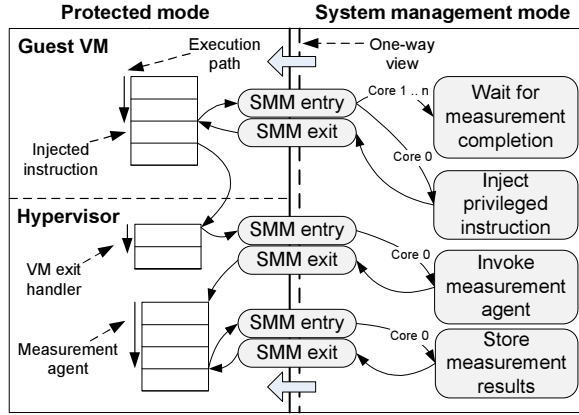 Protected mode
System management mode
Guest VM
Execution
path
One-way
view
Injected
instruction
SMM entry
SMM exit
Core 1 .. n
Core 0
Wait for
measurement
completion
Inject
privileged
instruction
Hypervisor
VM exit
handler
SMM entry
SMM exit
Core 0
Invoke
measurement
agent
Measurement
agent
SMM entry
SMM exit
Core 0
Store
measurement
results